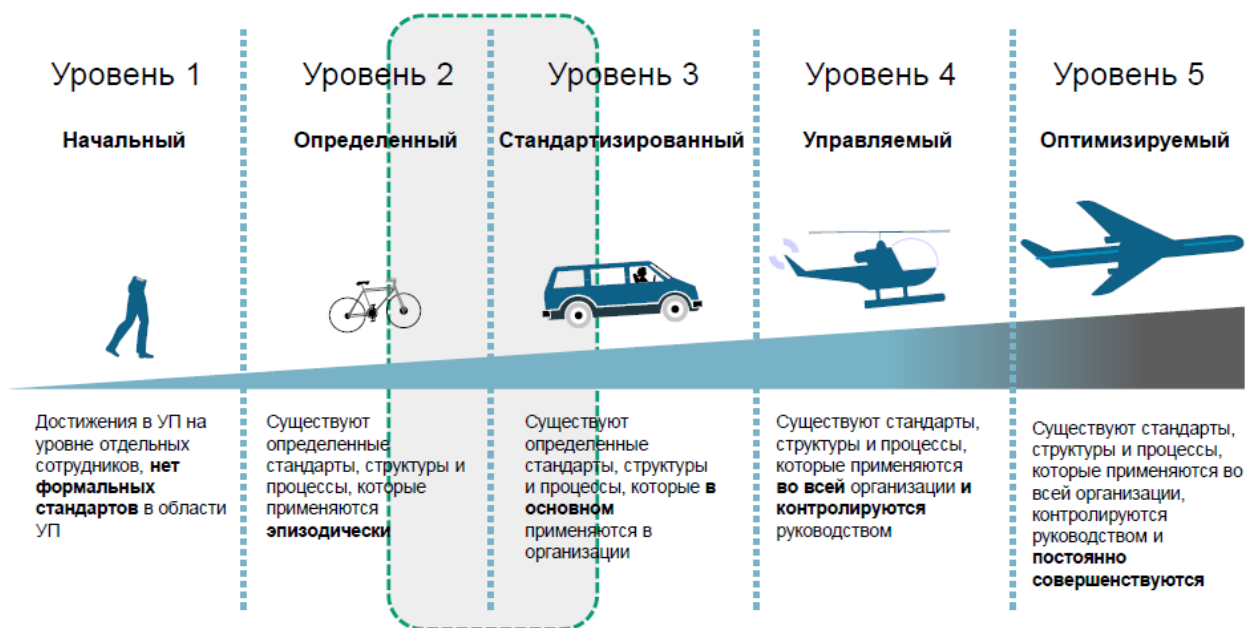 Уровень 1
Начальный
Достижения в УП на
уровне отдельных
сотрудников, нет
формальных
стандартов в области
УП
Уровень 2
Определенный
Существуют
определенные
стандарты, структуры и
процессы, которые
применяются
эпизодически
Уровень 3
Стандартизированный
Существуют
определенные
стандарты, структуры
и процессы, которые в
основном
применяются в
организации
Уровень 4
Управляемый
Существуют стандарты,
структуры и процессы,
которые применяются
во всей организации и
контролируются
руководством
Уровень 5
Оптимизируемый
Существуют стандарты,
структуры и процессы,
которые применяются во
всей организации,
контролируются
руководством и
постоянно
совершенствуются